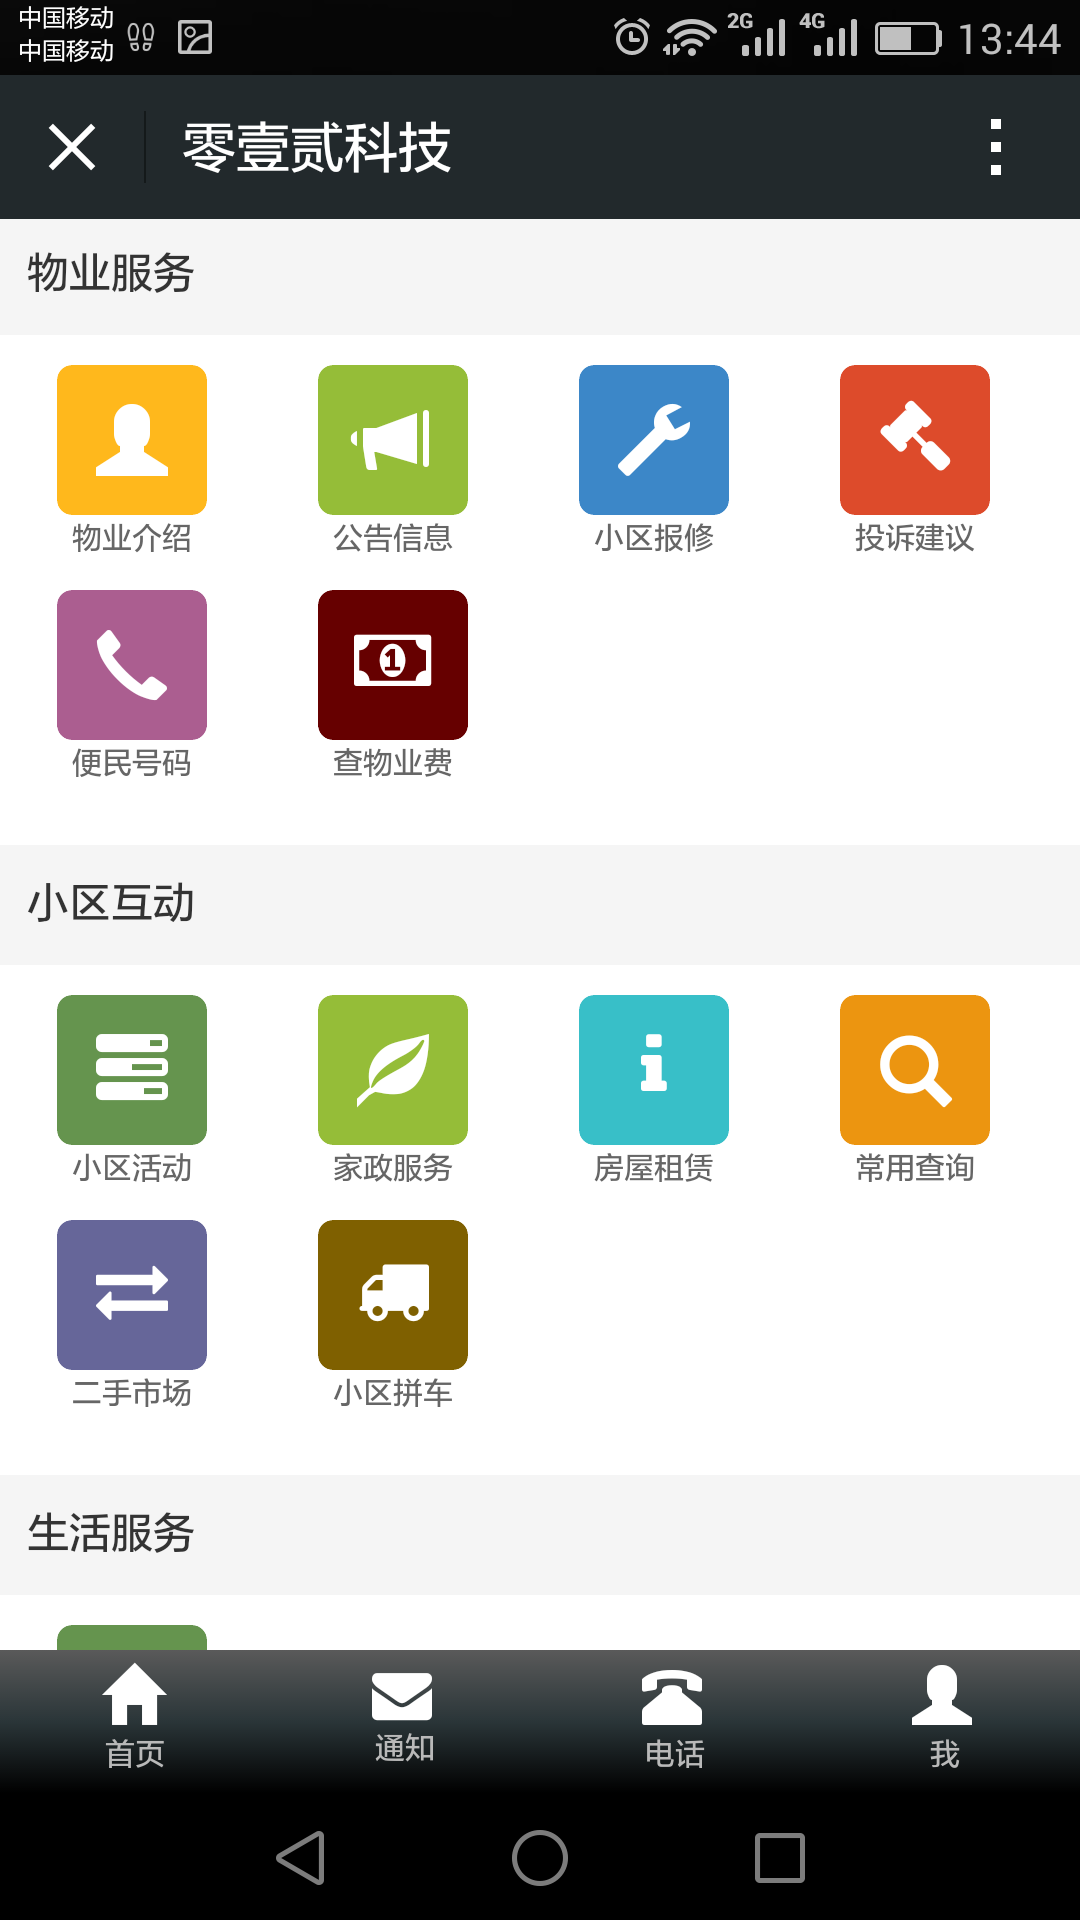 中国移动
中国移动
2G
4G
13:44
零壹贰科技
物业服务
物业介绍
公告信息
小区报修
投诉建议
1
便民号码
查物业费
小区互动
小区活动
家政服务
房屋租赁
常用查询
二手市场
小区拼车
生活服务
首页
通知
电话
我